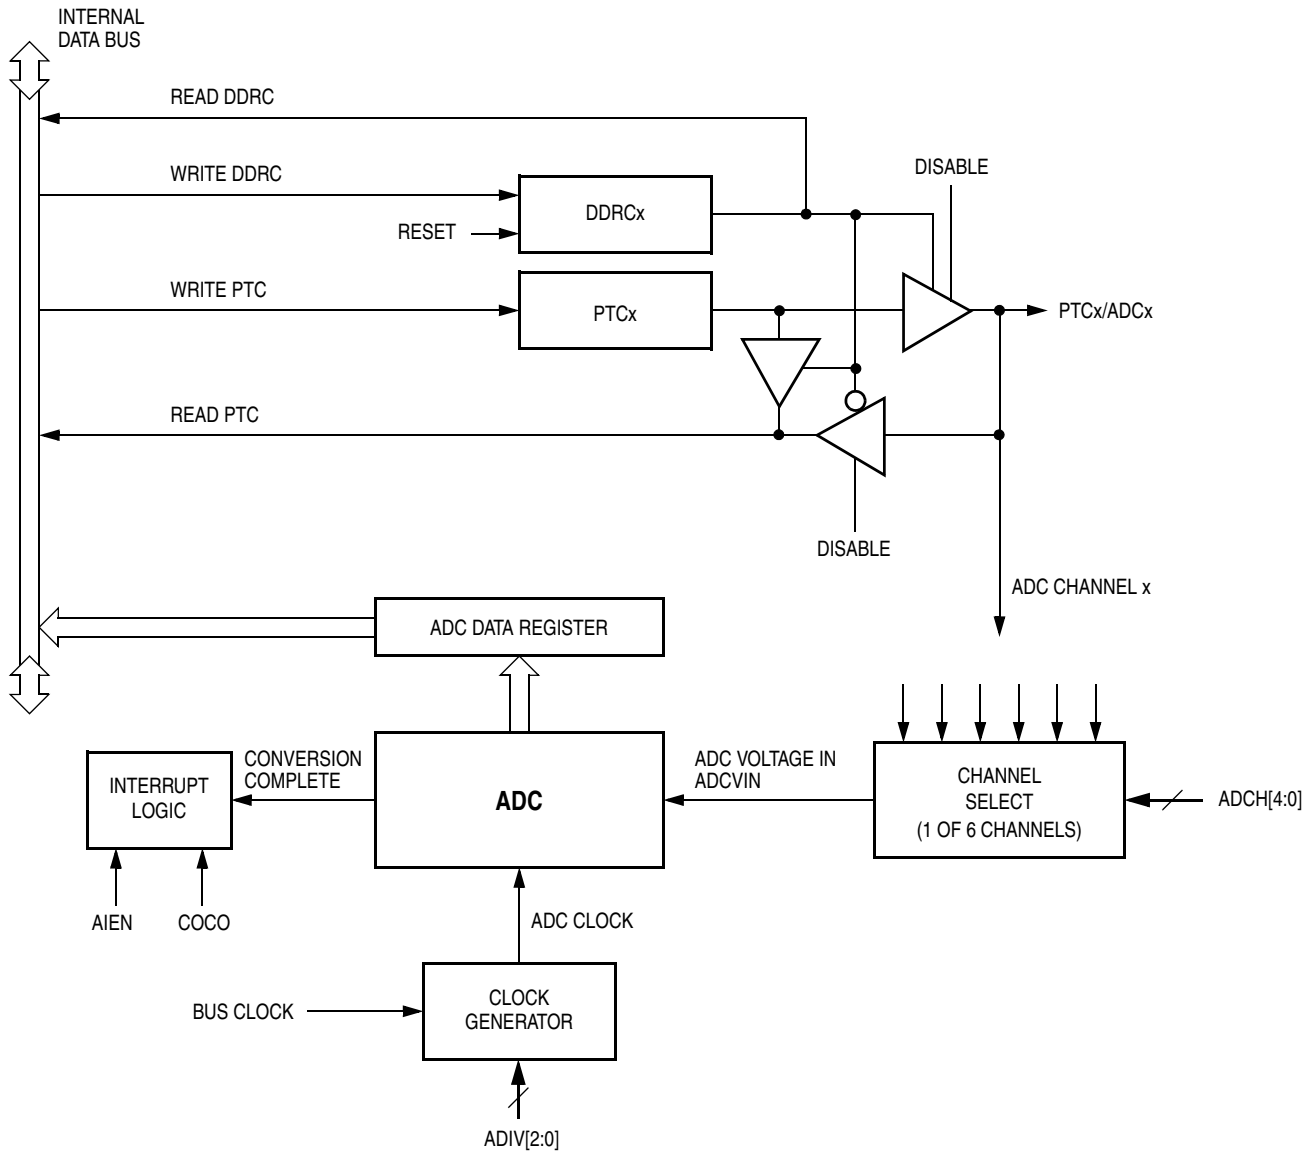 INTERNAL
DATA BUS
READ DDRC
WRITE DDRC
DISABLE
DDRCx
RESET
WRITE PTC
PTCx
PTCx/ADCx
READ PTC
DISABLE
ADC CHANNEL x
ADC DATA REGISTER
INTERRUPT
LOGIC
CONVERSION
COMPLETE
ADC
ADC VOLTAGE IN
ADCVIN
CHANNEL
SELECT
(1 OF 6 CHANNELS)
ADCH[4:0]
AIEN
COCO
ADC CLOCK
BUS CLOCK
CLOCK
GENERATOR
ADIV[2:0]